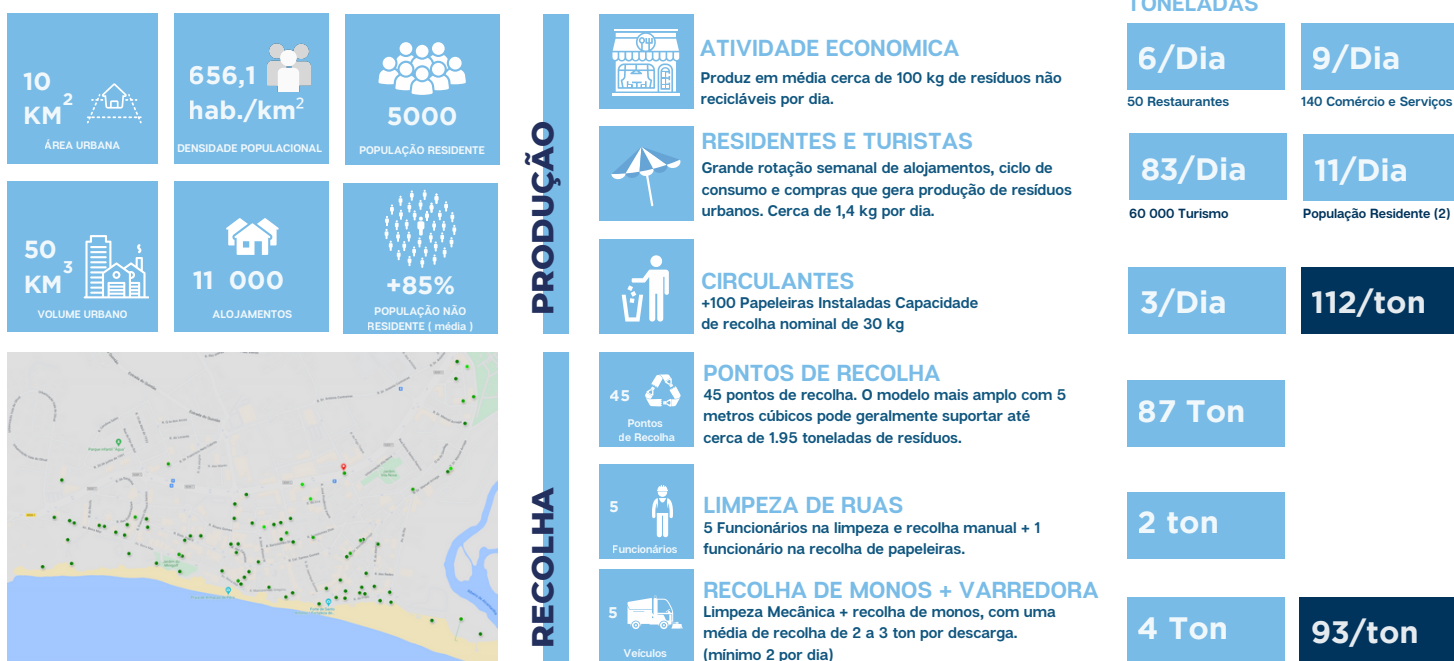 10
KM²
ÁREA URBANA
656,1
hab./km²
DENSIDADE POPULACIONAL
5000
POPULAÇÃO RESIDENTE
50
KM³
VOLUME URBANO
11 000
ALOJAMENTOS
+85%
POPULAÇÃO NÃO
RESIDENTE ( média )
PRODUÇÃO
ATIVIDADE ECONOMICA
Produz em média cerca de 100 kg de resíduos não
recicláveis por dia.
RESIDENTES E TURISTAS
Grande rotação semanal de alojamentos, ciclo de
consumo e compras que gera produção de resíduos
urbanos. Cerca de 1,4 kg por dia.
CIRCULANTES
+100 Papeleiras Instaladas Capacidade
de recolha nominal de 30 kg
TONELADAS
6/Dia
50 Restaurantes
9/Dia
140 Comércio e Serviços
83/Dia
60 000 Turismo
11/Dia
População Residente (2)
3/Dia
112/ton
RECOLHA
45
Pontos
de Recolha
PONTOS DE RECOLHA
45 pontos de recolha. O modelo mais amplo com 5
metros cúbicos pode geralmente suportar até
cerca de 1.95 toneladas de resíduos.
87 Ton
5
Funcionários
LIMPEZA DE RUAS
5 Funcionários na limpeza e recolha manual + 1
funcionário na recolha de papeleiras.
2 ton
5
Veículos
RECOLHA DE MONOS + VARREDORA
Limpeza Mecânica + recolha de monos, com uma
média de recolha de 2 a 3 ton por descarga.
(mínimo 2 por dia)
4 Ton
93/ton